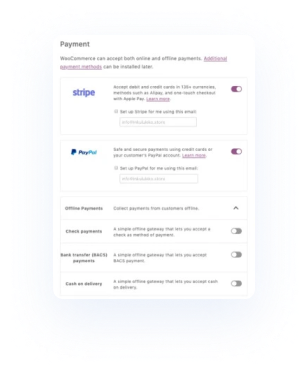 Payment
WooCommerce can accept both online and offline payments. Additional
payment methods can be installed later.
stripe
Accept debit and credit cards in 135+ currencies,
methods such as Alipay, and one-touch checkout
with Apple Pay. Learn more.
Set up Stripe for me using this email:
PayPal
Safe and secure payments using credit cards or
your customer's PayPal account. Learn more.
Set up PayPal for me using this email:
Offline Payments
Collect payments from customers offline.
Check payments
A simple offline gateway that lets you accept a
check as method of payment.
Bank transfer (BACS)
payments
A simple offline gateway that lets you accept
BACS payment.
Cash on delivery
A simple offline gateway that lets you accept cash
on delivery.